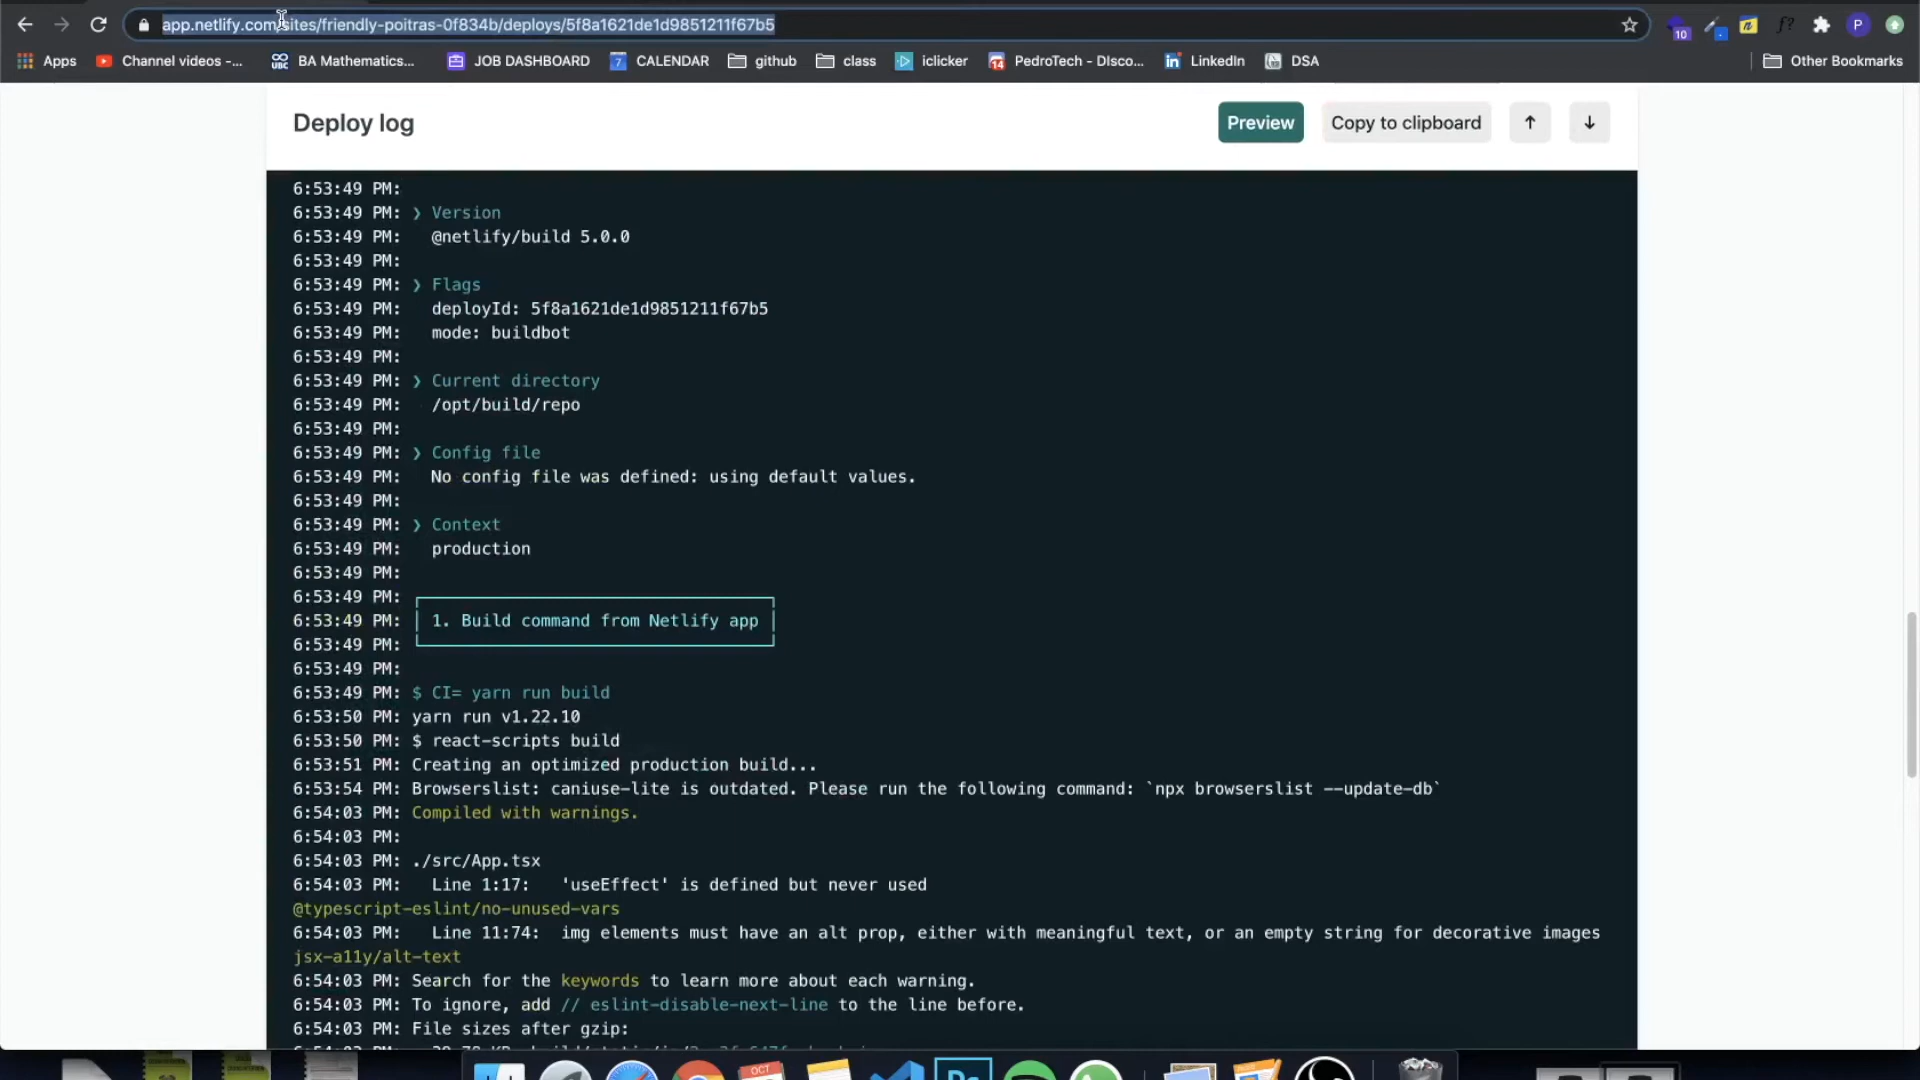 app.netlify.com/sites/friendly-poitras-0f834b/deploys/5f8a1621de1d9851211f67b5
10
P
Apps
Channel videos -...
UBC
BA Mathematics...
JOB DASHBOARD
7
CALENDAR
github
class
iclicker
14
PedroTech - DIsco...
in
LinkedIn
DSA
Other Bookmarks
Deploy log
Preview
Copy to clipboard
↑
↓
6:53:49 PM:
6:53:49 PM: ❯ Version
6:53:49 PM:   @netlify/build 5.0.0
6:53:49 PM:
6:53:49 PM: ❯ Flags
6:53:49 PM:   deployId: 5f8a1621de1d9851211f67b5
6:53:49 PM:   mode: buildbot
6:53:49 PM:
6:53:49 PM: ❯ Current directory
6:53:49 PM:   /opt/build/repo
6:53:49 PM:
6:53:49 PM: ❯ Config file
6:53:49 PM:   No config file was defined: using default values.
6:53:49 PM:
6:53:49 PM: ❯ Context
6:53:49 PM:   production
6:53:49 PM:
6:53:49 PM:
6:53:49 PM: │ 1. Build command from Netlify app │
6:53:49 PM:
6:53:49 PM:
6:53:49 PM: $ CI= yarn run build
6:53:50 PM: yarn run v1.22.10
6:53:50 PM: $ react-scripts build
6:53:51 PM: Creating an optimized production build...
6:53:54 PM: Browserslist: caniuse-lite is outdated. Please run the following command: `npx browserslist --update-db`
6:54:03 PM: Compiled with warnings.
6:54:03 PM:
6:54:03 PM: ./src/App.tsx
6:54:03 PM:   Line 1:17:   'useEffect' is defined but never used
@typescript-eslint/no-unused-vars
6:54:03 PM:   Line 11:74:  img elements must have an alt prop, either with meaningful text, or an empty string for decorative images
jsx-a11y/alt-text
6:54:03 PM: Search for the keywords to learn more about each warning.
6:54:03 PM: To ignore, add // eslint-disable-next-line to the line before.
6:54:03 PM: File sizes after gzip:
OCT